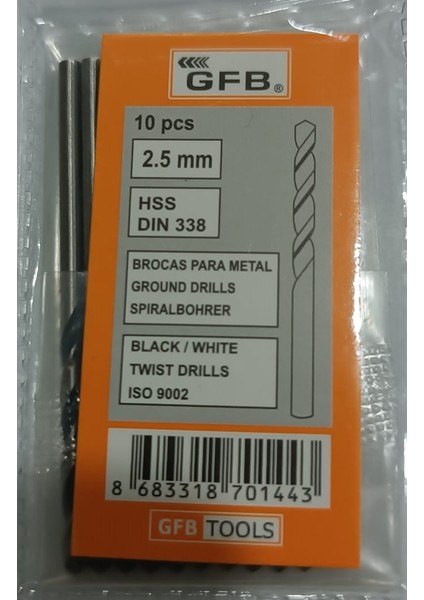 GFB®
10 pcs
2.5 mm
HSS
DIN 338
BROCAS PARA METAL
GROUND DRILLS
SPIRALBOHRER
BLACK / WHITE
TWIST DRILLS
ISO 9002
8 683318 701443
GFB TOOLS